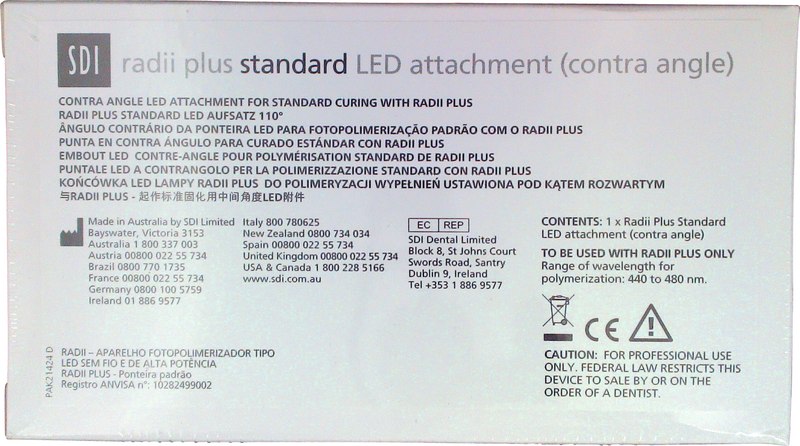 SDI radii plus standard LED attachment (contra angle)
CONTRA ANGLE LED ATTACHMENT FOR STANDARD CURING WITH RADII PLUS
RADII PLUS STANDARD LED AUFSATZ 110°
ÂNGULO CONTRÁRIO DA PONTEIRA LED PARA FOTOPOLIMERIZAÇÃO PADRÃO COM O RADII PLUS
PUNTA EN CONTRA ÁNGULO PARA CURADO ESTÁNDAR CON RADII PLUS
EMBOUT LED CONTRE-ANGLE POUR POLYMÉRISATION STANDARD DE RADII PLUS
PUNTALE LED A CONTRANGOLO PER LA POLIMERIZZAZIONE STANDARD CON RADII PLUS
KOŃCÓWKA LED LAMPY RADII PLUS DO POLIMERYZACJI WYPEŁNIEŃ USTAWIONA POD KĄTEM ROZWARTYM
与RADII PLUS - 起作标准固化用中间角度LED附件
Made in Australia by SDI Limited
Bayswater, Victoria 3153
Australia 1 800 337 003
Austria 00800 022 55 734
Brazil 0800 770 1735
France 00800 022 55 734
Germany 0800 100 5759
Ireland 01 886 9577
Italy 800 780625
New Zealand 0800 734 034
Spain 00800 022 55 734
United Kingdom 00800 022 55 734
USA & Canada 1 800 228 5166
www.sdi.com.au
EC REP
SDI Dental Limited
Block 8, St Johns Court
Swords Road, Santry
Dublin 9, Ireland
Tel +353 1 886 9577
CONTENTS: 1 x Radii Plus Standard
LED attachment (contra angle)
TO BE USED WITH RADII PLUS ONLY
Range of wavelength for
polymerization: 440 to 480 nm.
CE
CAUTION: FOR PROFESSIONAL USE
ONLY. FEDERAL LAW RESTRICTS THIS
DEVICE TO SALE BY OR ON THE
ORDER OF A DENTIST.
PAK21424 D
RADII – APARELHO FOTOPOLIMERIZADOR TIPO
LED SEM FIO E DE ALTA POTÊNCIA
RADII PLUS - Ponteira padrão
Registro ANVISA n°: 10282499002